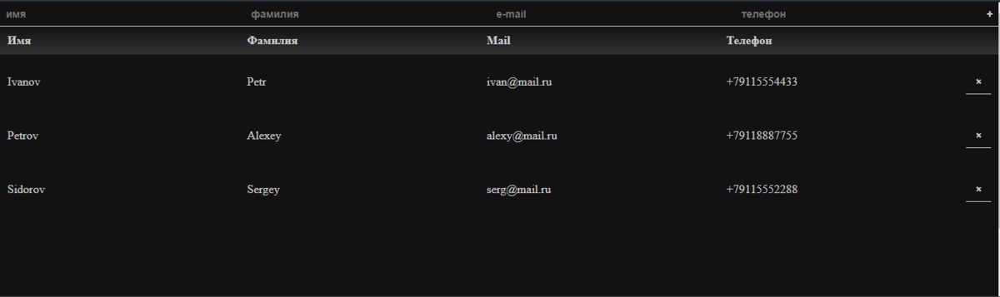 имя фамилия e-mail телефон +
Имя Фамилия Mail Телефон
Ivanov Petr ivan@mail.ru +79115554433 ×
Petrov Alexey alexy@mail.ru +79118887755 ×
Sidorov Sergey serg@mail.ru +79115552288 ×